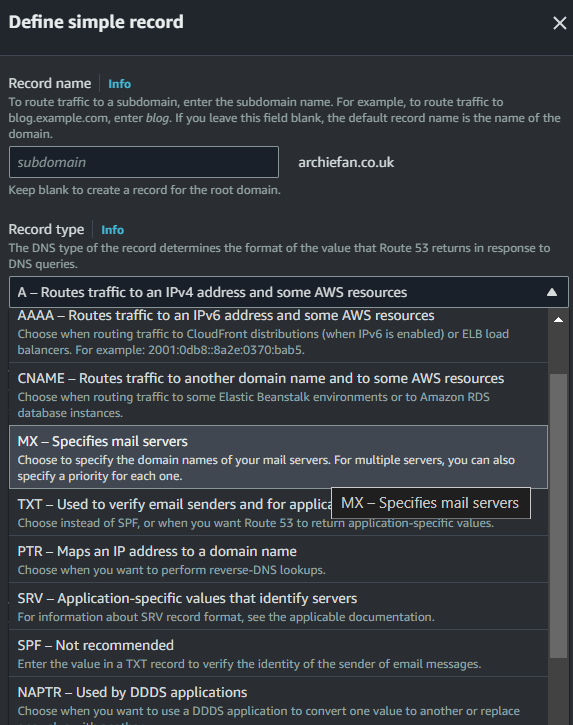 Define simple record
Record name Info
To route traffic to a subdomain, enter the subdomain name. For example, to route traffic to
blog.example.com, enter blog. If you leave this field blank, the default record name is the name of the
domain.
subdomain archiefan.co.uk
Keep blank to create a record for the root domain.
Record type Info
The DNS type of the record determines the format of the value that Route 53 returns in response to
DNS queries.
A – Routes traffic to an IPv4 address and some AWS resources
AAAA – Routes traffic to an IPv6 address and some AWS resources
Choose when routing traffic to CloudFront distributions (when IPv6 is enabled) or ELB load
balancers. For example: 2001:0db8::8a2e:0370:bab5.
CNAME – Routes traffic to another domain name and to some AWS resources
Choose when routing traffic to some Elastic Beanstalk environments or to Amazon RDS
database instances.
MX – Specifies mail servers
Choose to specify the domain names of your mail servers. For multiple servers, you can also
specify a priority for each one.
TXT – Used to verify email senders and for applica
MX – Specifies mail servers
Choose instead of SPF, or when you want Route 53 to return application-specific values.
PTR – Maps an IP address to a domain name
Choose when you want to perform reverse-DNS lookups.
SRV – Application-specific values that identify servers
For information about SRV record format, see the applicable documentation.
SPF – Not recommended
Enter the value in a TXT record to verify the identity of the sender of email messages.
NAPTR – Used by DDDS applications
Choose when you want to use a DDDS application to convert one value to another or replace